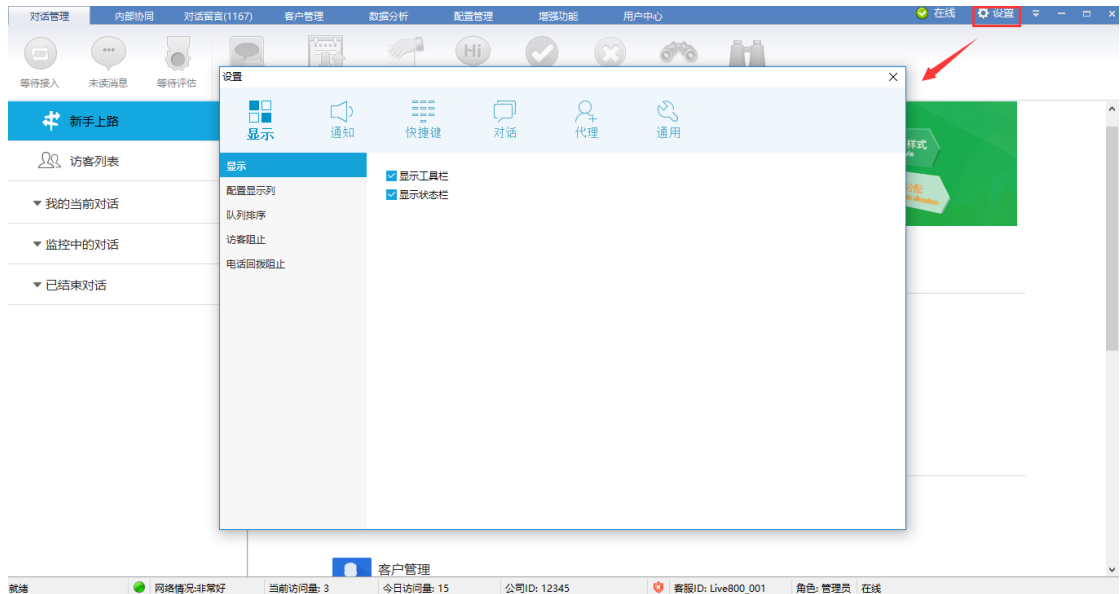 对话管理 内部协同 对话留言(1167) 客户管理 数据分析 配置管理 增强功能 用户中心 在线 设置
Hi
等待接入 未读消息 等待评估
设置
显示 通知 快捷键 对话 代理 通用
新手上路
访客列表
我的当前对话
监控中的对话
已结束对话
显示
配置显示列
队列排序
访客阻止
电话回拨阻止
显示工具栏
显示状态栏
样式
分配
客户管理
就绪 网络情况:非常好 当前访问量: 3 今日访问量: 15 公司ID: 12345 客服ID: Live800_001 角色: 管理员 在线